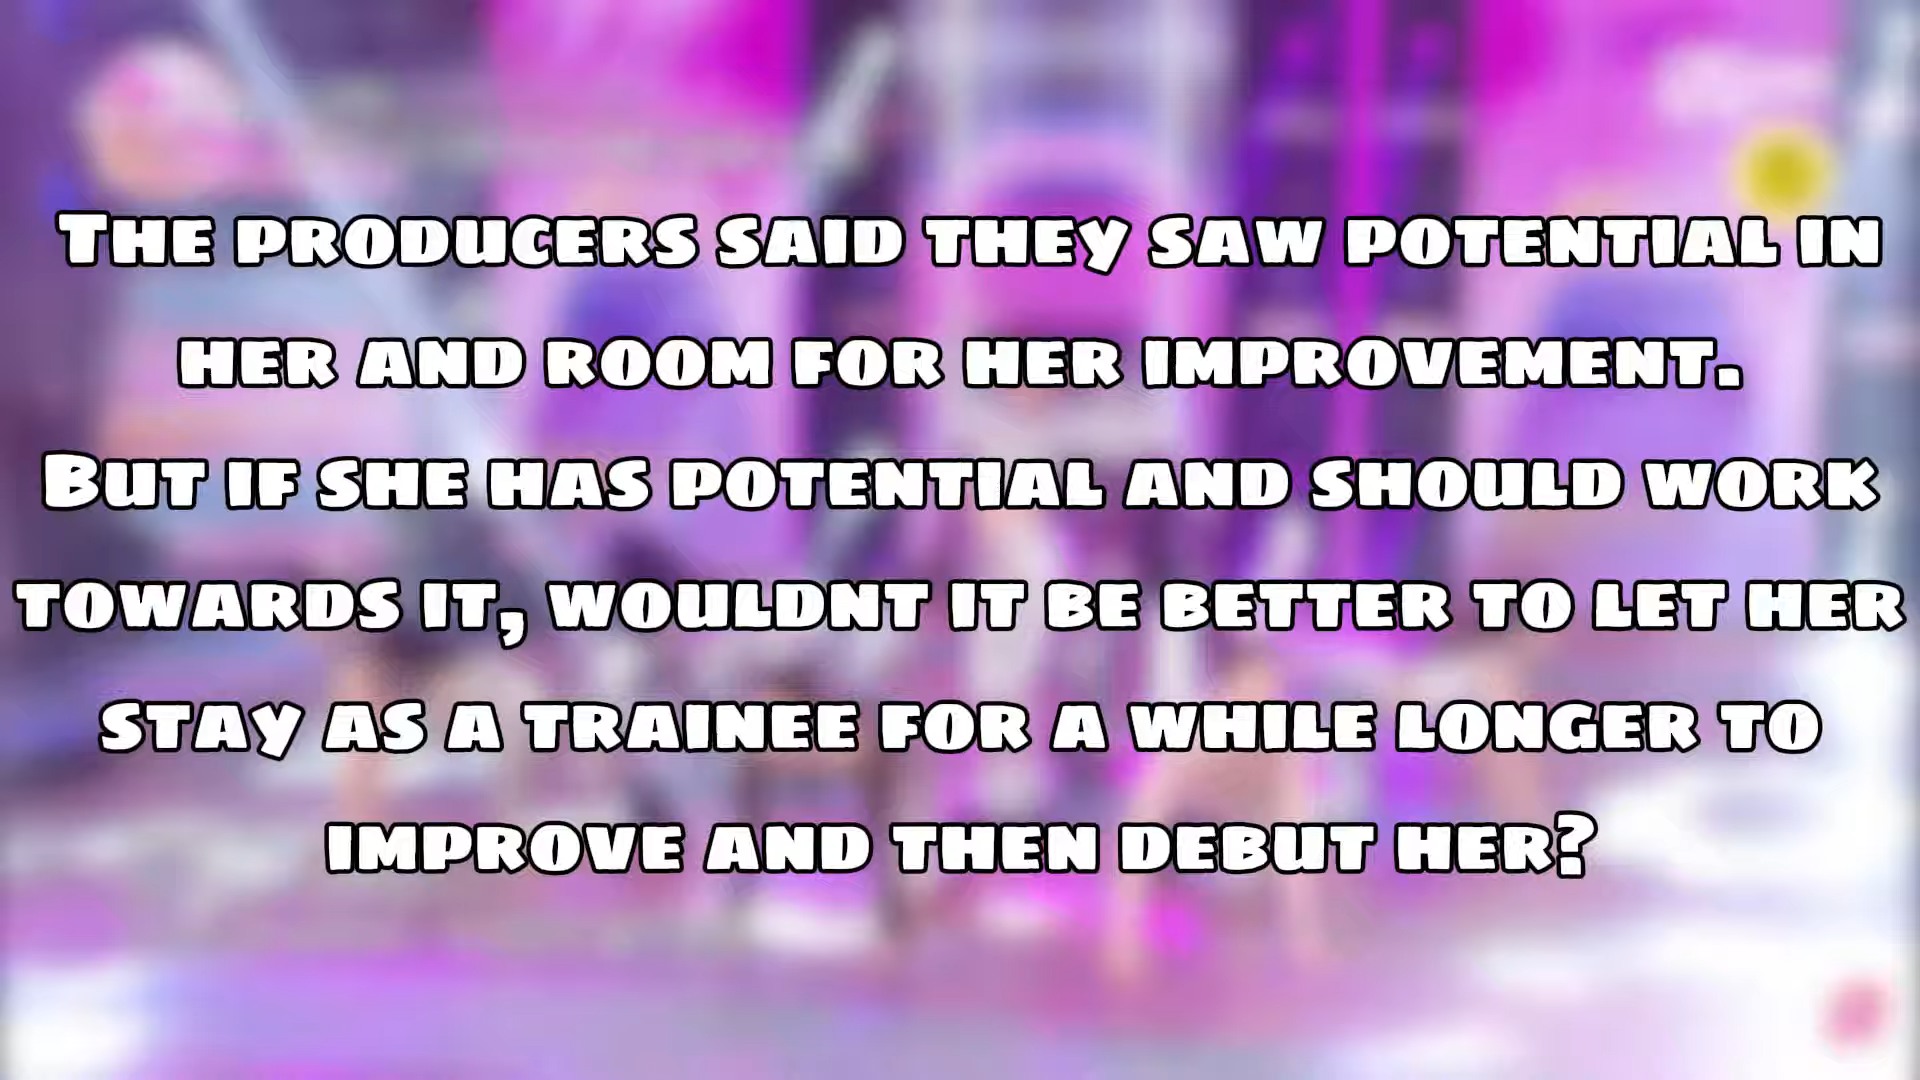 The producers said they saw potential in
her and room for her improvement.
But if she has potential and should work
towards it, wouldnt it be better to let her
stay as a trainee for a while longer to
improve and then debut her?